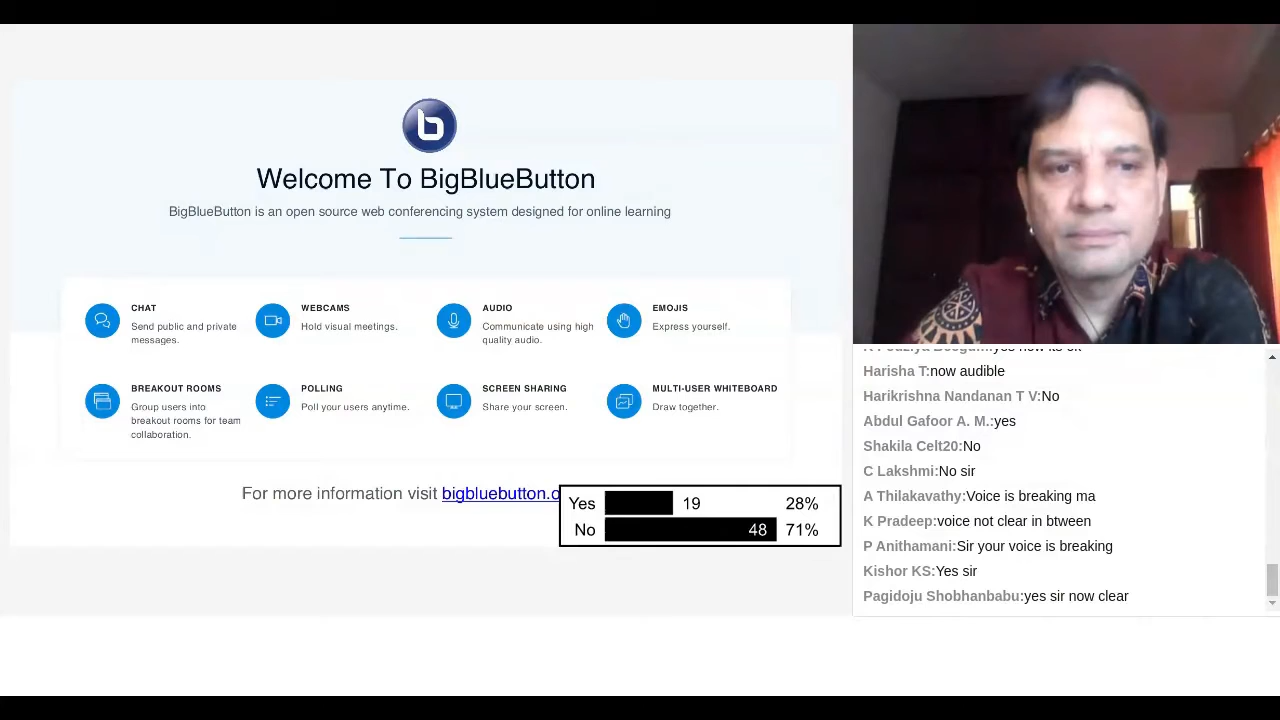 Welcome To BigBlueButton
BigBlueButton is an open source web conferencing system designed for online learning
CHAT
Send public and private
messages.
WEBCAMS
Hold visual meetings.
AUDIO
Communicate using high
quality audio.
EMOJIS
Express yourself.
BREAKOUT ROOMS
Group users into
breakout rooms for team
collaboration.
POLLING
Poll your users anytime.
SCREEN SHARING
Share your screen.
MULTI-USER WHITEBOARD
Draw together.
For more information visit bigbluebutton.o
Yes 19 28%
No 48 71%
Harisha T:now audible
Harikrishna Nandanan T V:No
Abdul Gafoor A. M.:yes
Shakila Celt20:No
C Lakshmi:No sir
A Thilakavathy:Voice is breaking ma
K Pradeep:voice not clear in btween
P Anithamani:Sir your voice is breaking
Kishor KS:Yes sir
Pagidoju Shobhanbabu:yes sir now clear